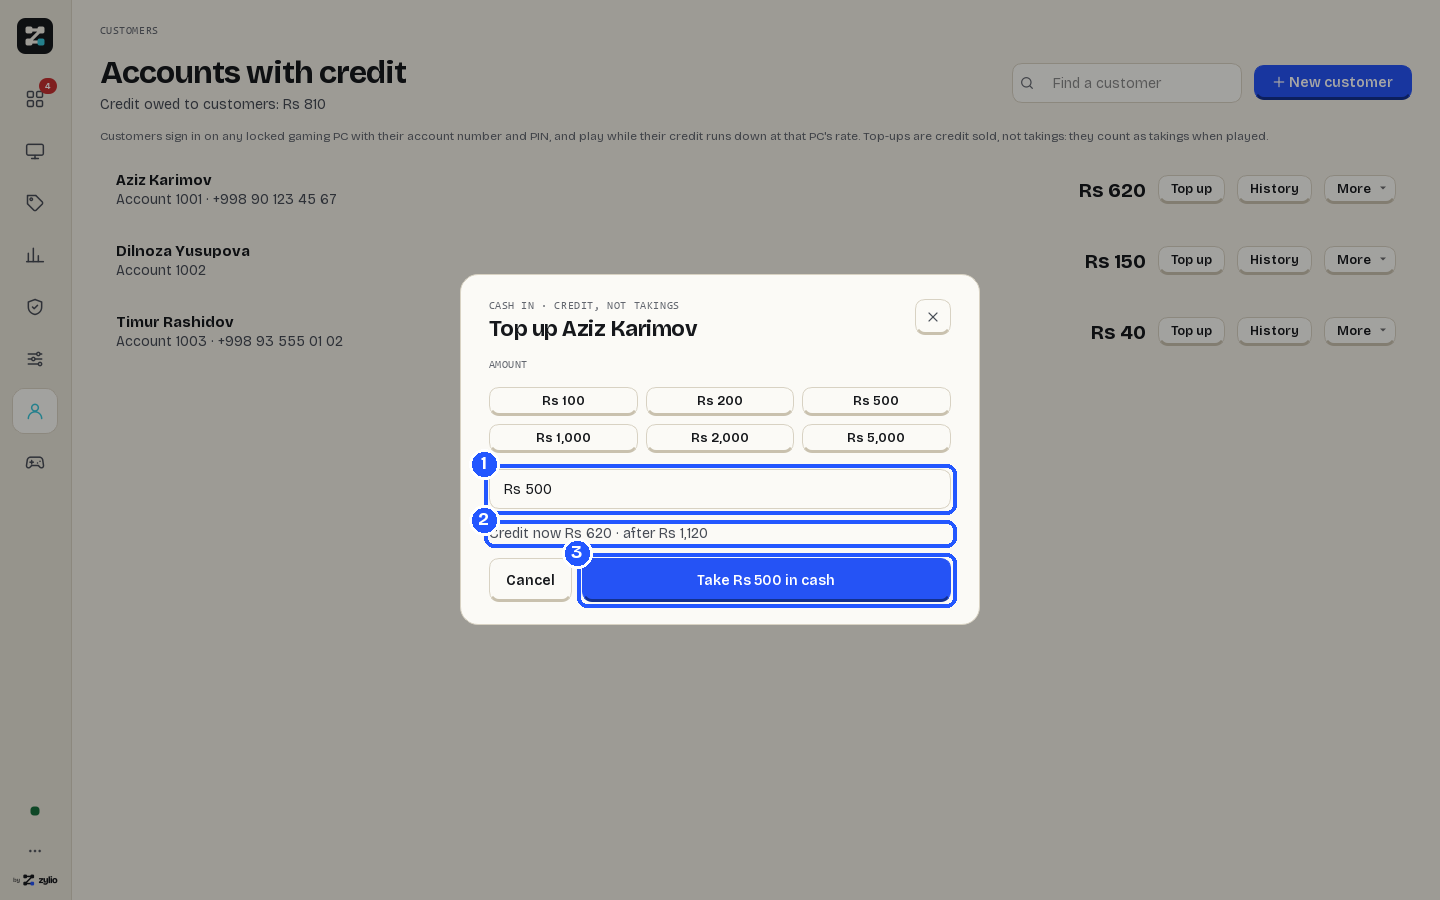 CUSTOMERS
Accounts with credit
Credit owed to customers: Rs 810
Find a customer
+ New customer
Customers sign in on any locked gaming PC with their account number and PIN, and play while their credit runs down at that PC's rate. Top-ups are credit sold, not takings: they count as takings when played.
4
Aziz Karimov
Account 1001 · +998 90 123 45 67
Rs 620 Top up History More
Dilnoza Yusupova
Account 1002
Rs 150 Top up History More
Timur Rashidov
Account 1003 · +998 93 555 01 02
Rs 40 Top up History More
CASH IN · CREDIT, NOT TAKINGS
Top up Aziz Karimov
AMOUNT
Rs 100 Rs 200 Rs 500
Rs 1,000 Rs 2,000 Rs 5,000
1
Rs 500
2
Credit now Rs 620 · after Rs 1,120
3
Cancel Take Rs 500 in cash
by zylio